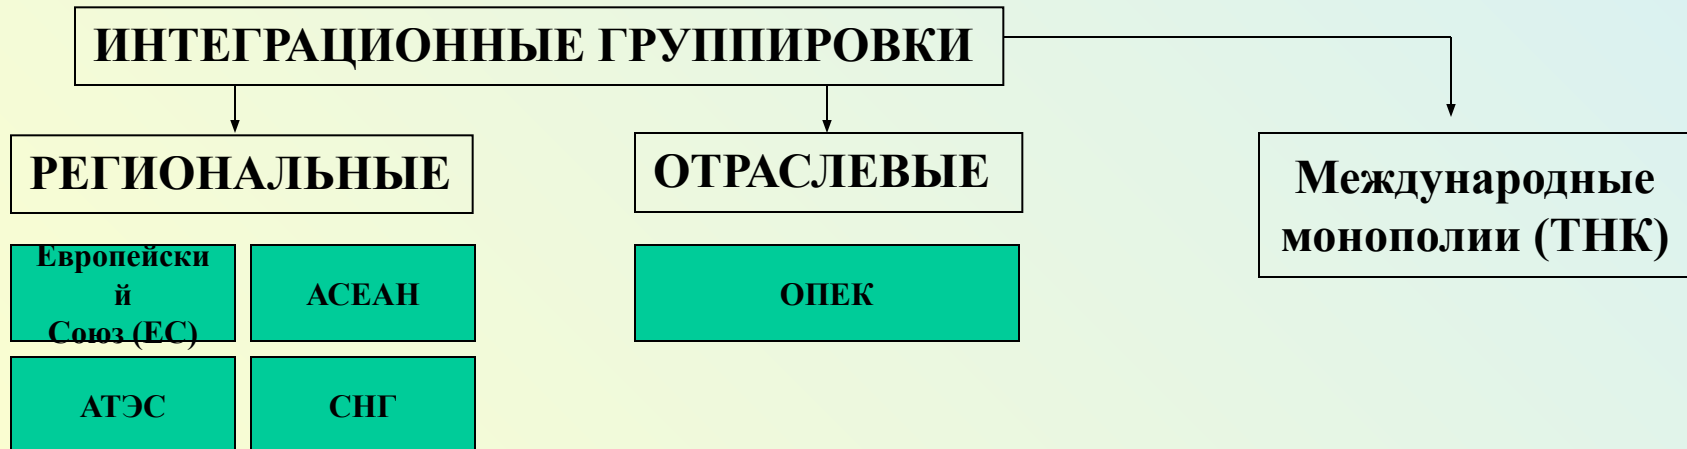 ИНТЕГРАЦИОННЫЕ ГРУППИРОВКИ
РЕГИОНАЛЬНЫЕ
ОТРАСЛЕВЫЕ
Международные
монополии (ТНК)
Европейски
й
Союз (ЕС)
АСЕАН
ОПЕК
АТЭС
СНГ